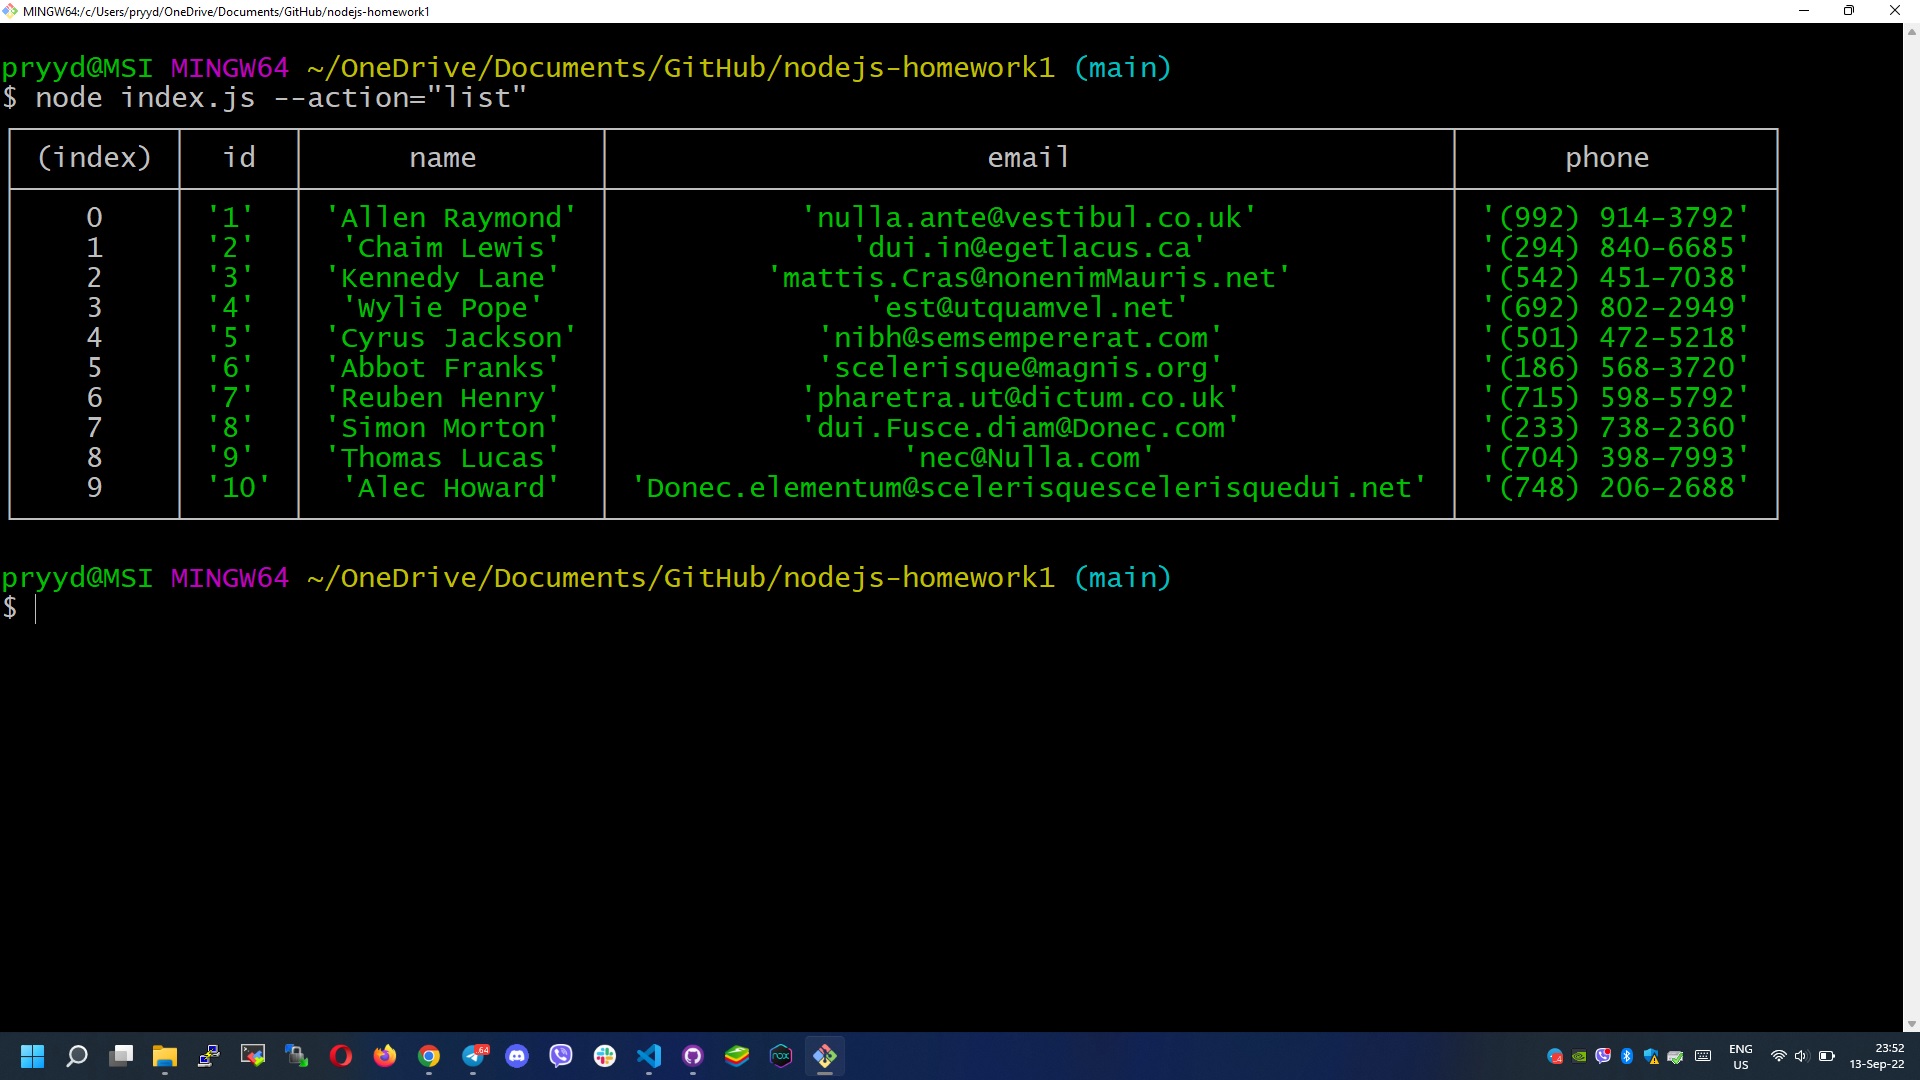 MINGW64:/c/Users/pryyd/OneDrive/Documents/GitHub/nodejs-homework1
pryyd@MSI MINGW64 ~/OneDrive/Documents/GitHub/nodejs-homework1 (main)
$ node index.js --action="list"
(index) id name email phone
0 '1' 'Allen Raymond' 'nulla.ante@vestibul.co.uk' '(992) 914-3792'
1 '2' 'Chaim Lewis' 'dui.in@egetlacus.ca' '(294) 840-6685'
2 '3' 'Kennedy Lane' 'mattis.Cras@nonenimMauris.net' '(542) 451-7038'
3 '4' 'Wylie Pope' 'est@utquamvel.net' '(692) 802-2949'
4 '5' 'Cyrus Jackson' 'nibh@semsempererat.com' '(501) 472-5218'
5 '6' 'Abbot Franks' 'scelerisque@magnis.org' '(186) 568-3720'
6 '7' 'Reuben Henry' 'pharetra.ut@dictum.co.uk' '(715) 598-5792'
7 '8' 'Simon Morton' 'dui.Fusce.diam@Donec.com' '(233) 738-2360'
8 '9' 'Thomas Lucas' 'nec@Nulla.com' '(704) 398-7993'
9 '10' 'Alec Howard' 'Donec.elementum@scelerisquescelerisquedui.net' '(748) 206-2688'
pryyd@MSI MINGW64 ~/OneDrive/Documents/GitHub/nodejs-homework1 (main)
$
ENG 23:52
US 13-Sep-22